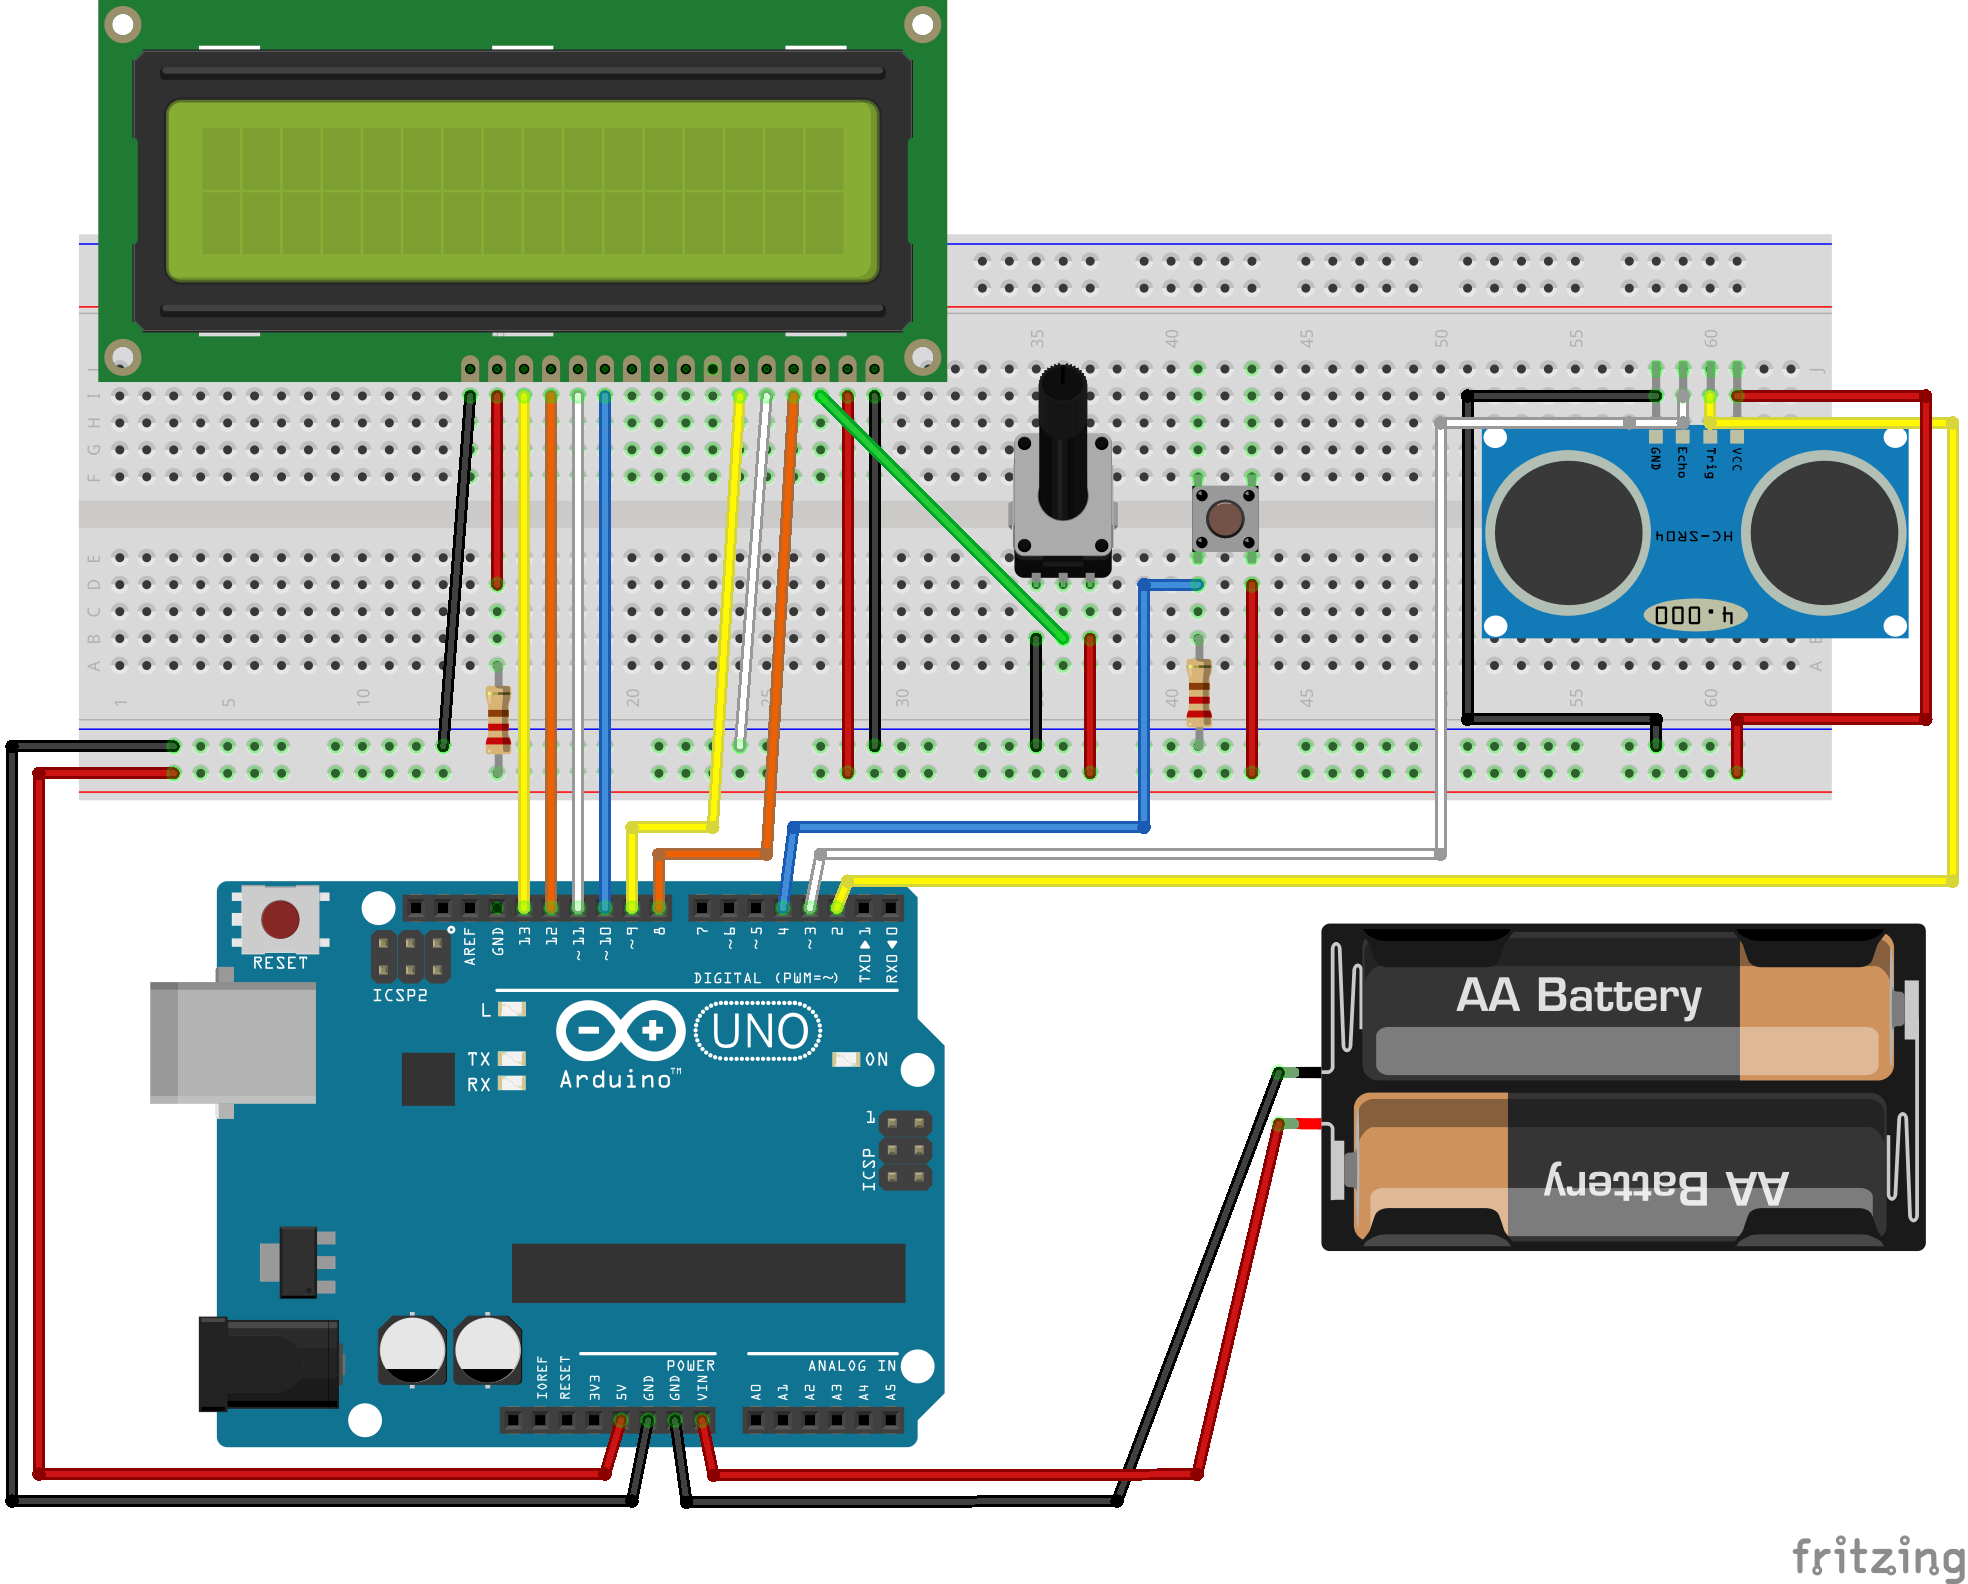 35
40
45
50
55
60
J
I
H
G
F
E
D
C
B
A
1
5
10
20
25
30
40
45
55
60
B
A
GND
Echo
Trig
VCC
HC-SR04
4.000
RESET
ICSP2
AREF
GND
13
12
~11
~10
~9
8
7
~6
~5
4
~3
2
TX0▶1
RX0◀0
DIGITAL (PWM=~)
L
TX
RX
Arduino™
UNO
ON
1
ICSP
IOREF
RESET
3V3
5V
GND
GND
VIN
POWER
ANALOG IN
A0
A1
A2
A3
A4
A5
AA Battery
AA Battery
fritzing